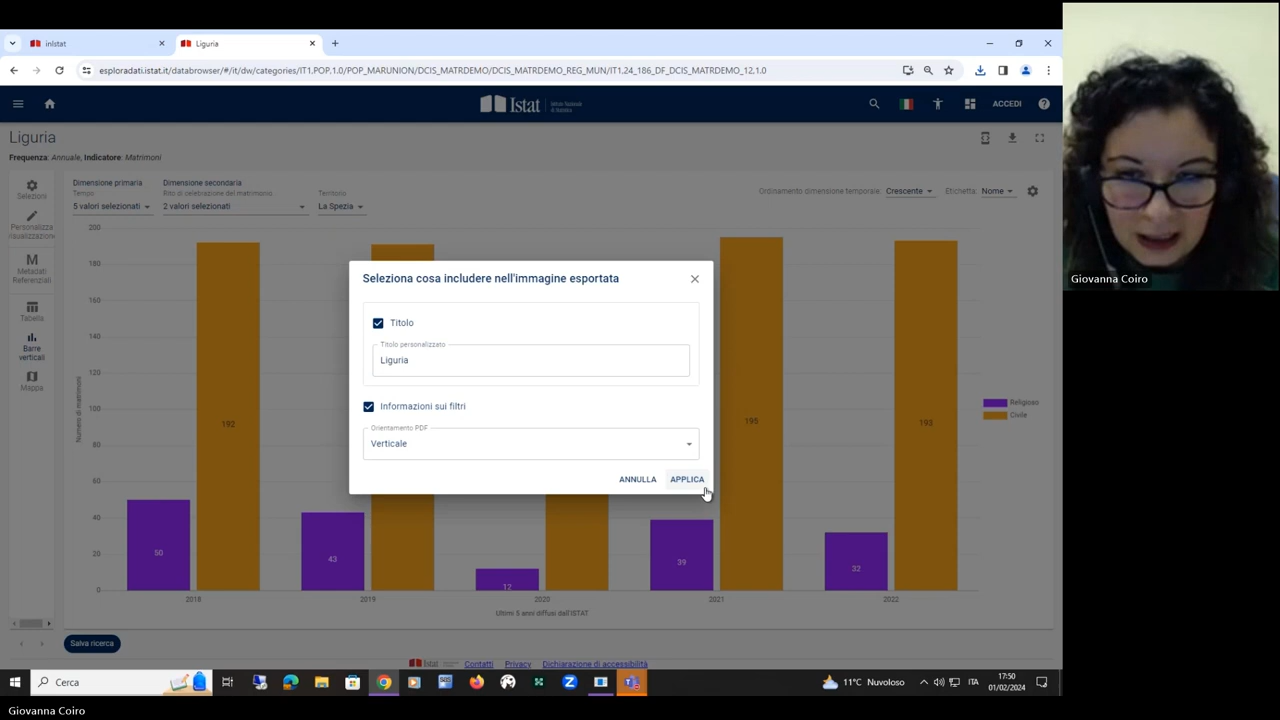 inIstat
Liguria
esploradati.istat.it/databrowser/#/it/dw/categories/IT1,POP,1.0/POP_MARUNION/DCIS_MATRDEMO/DCIS_MATRDEMO_REG_MUN/IT1,24_186_DF_DCIS_MATRDEMO_12,1.0
Istat
ACCEDI
Liguria
Frequenza: Annuale, Indicatore: Matrimoni
Selezioni
Personalizza
visualizzazione
Metadati
Referenziali
Tabella
Barre
verticali
Mappa
Dimensione primaria
Tempo
5 valori selezionati
Dimensione secondaria
Rito di celebrazione del matrimonio
2 valori selezionati
Territorio
La Spezia
Ordinamento dimensione temporale: Crescente
Etichetta: Nome
Numero di matrimoni
200
180
160
140
120
100
80
60
40
20
0
50
192
43
12
39
195
32
193
2018
2019
2020
2021
2022
Ultimi 5 anni diffusi dall'ISTAT
Religioso
Civile
Seleziona cosa includere nell'immagine esportata
Titolo
Titolo personalizzato
Liguria
Informazioni sui filtri
Orientamento PDF
Verticale
ANNULLA
APPLICA
Salva ricerca
Istat
Contatti
Privacy
Dichiarazione di accessibilità
Cerca
11°C Nuvoloso
ITA
17:50
01/02/2024
Giovanna Coiro
Giovanna Coiro